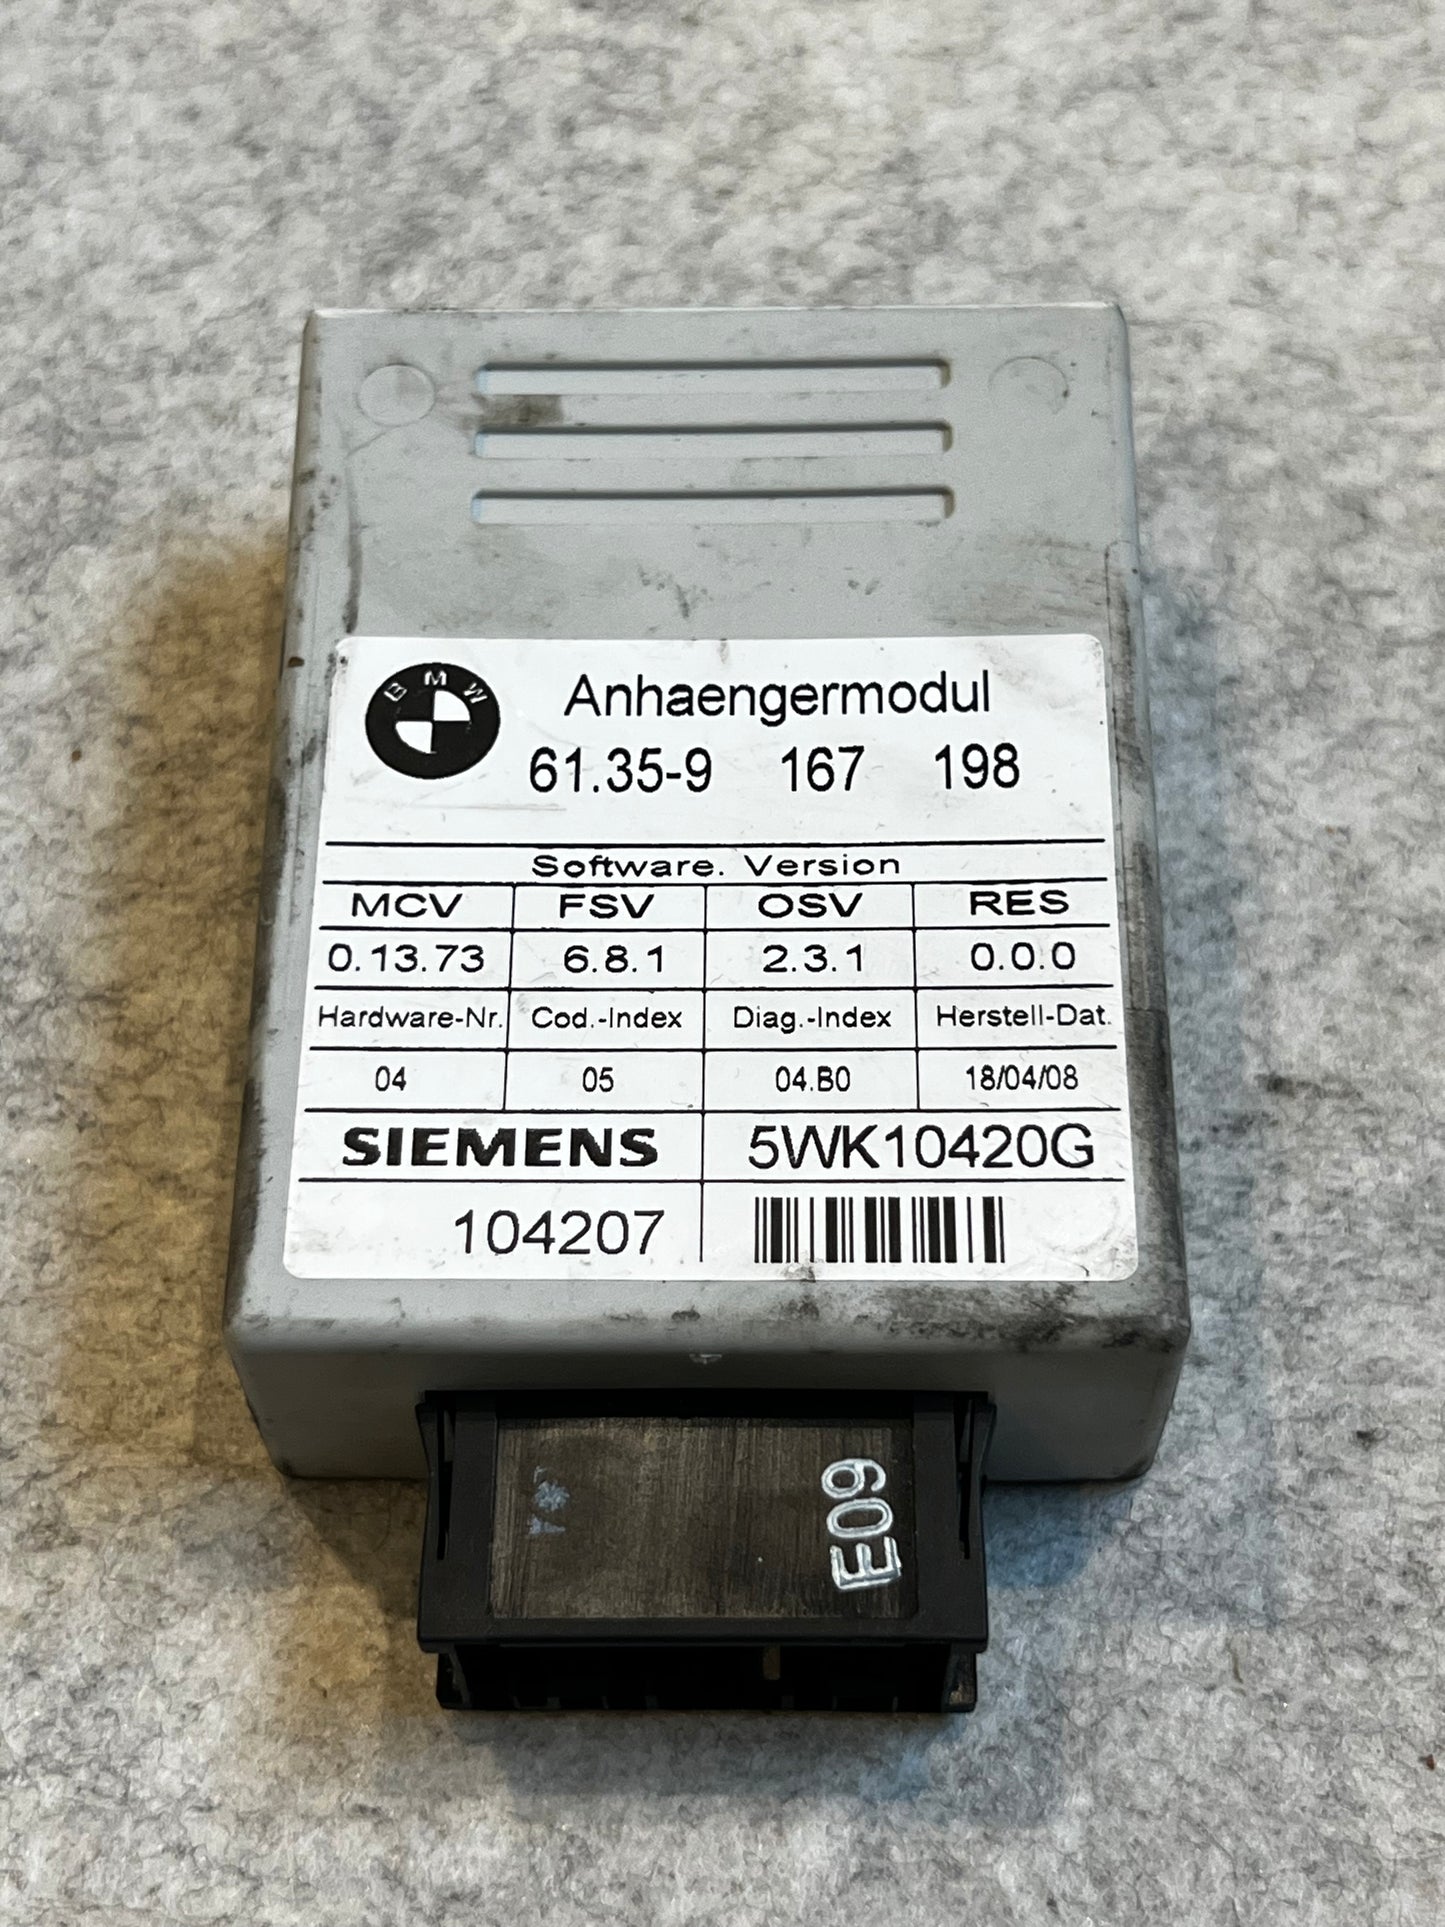 BMW
Anhaengermodul
61.35-9 167 198
Software. Version
MCV FSV OSV RES
0.13.73 6.8.1 2.3.1 0.0.0
Hardware-Nr. Cod.-Index Diag.-Index Herstell-Dat.
04 05 04.B0 18/04/08
SIEMENS 5WK10420G
104207
E09